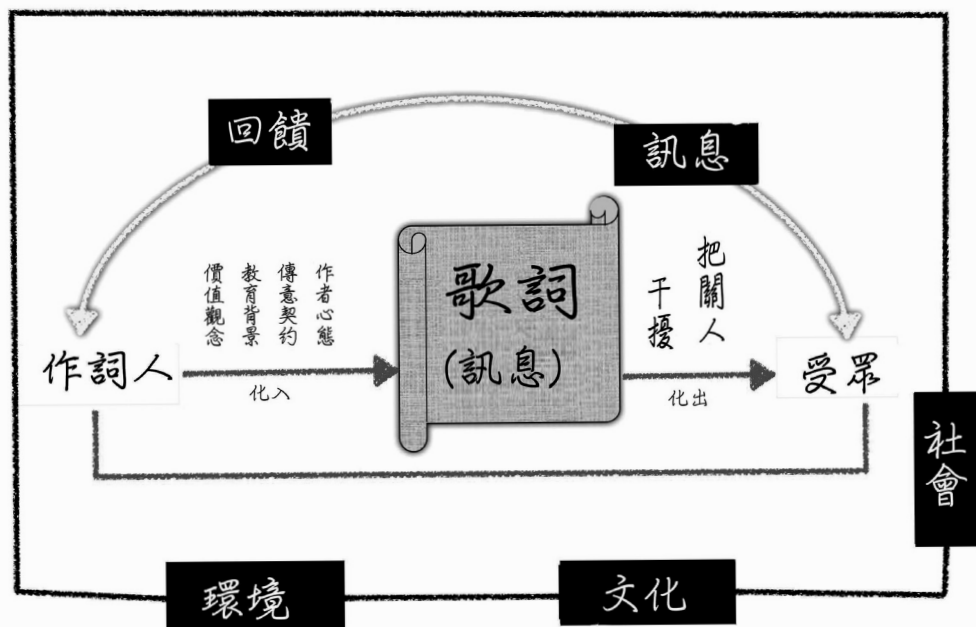 回饋
訊息
價值觀念
教育背景
傳意契约
作者心態
歌詞
(訊息)
把關人
干擾
作詞人
化入
化出
受眾
社會
環境
文化